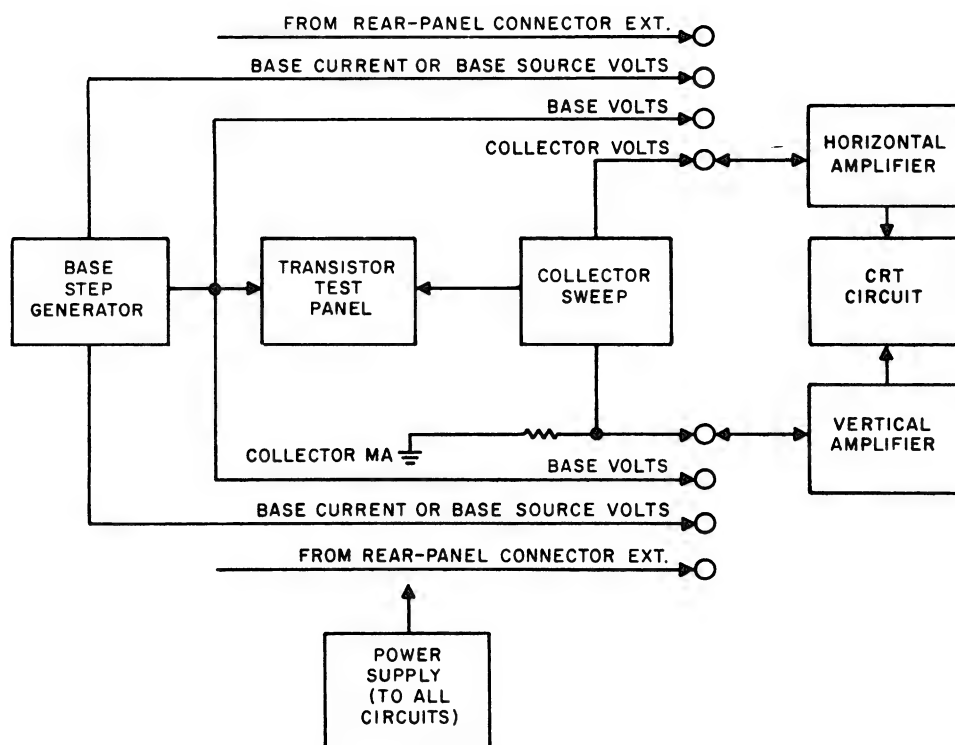 FROM REAR-PANEL CONNECTOR EXT.
BASE CURRENT OR BASE SOURCE VOLTS
BASE VOLTS
COLLECTOR VOLTS
HORIZONTAL
AMPLIFIER
BASE
STEP
GENERATOR
TRANSISTOR
TEST
PANEL
COLLECTOR
SWEEP
CRT
CIRCUIT
VERTICAL
AMPLIFIER
COLLECTOR MA
BASE VOLTS
BASE CURRENT OR BASE SOURCE VOLTS
FROM REAR-PANEL CONNECTOR EXT.
POWER
SUPPLY
(TO ALL
CIRCUITS)